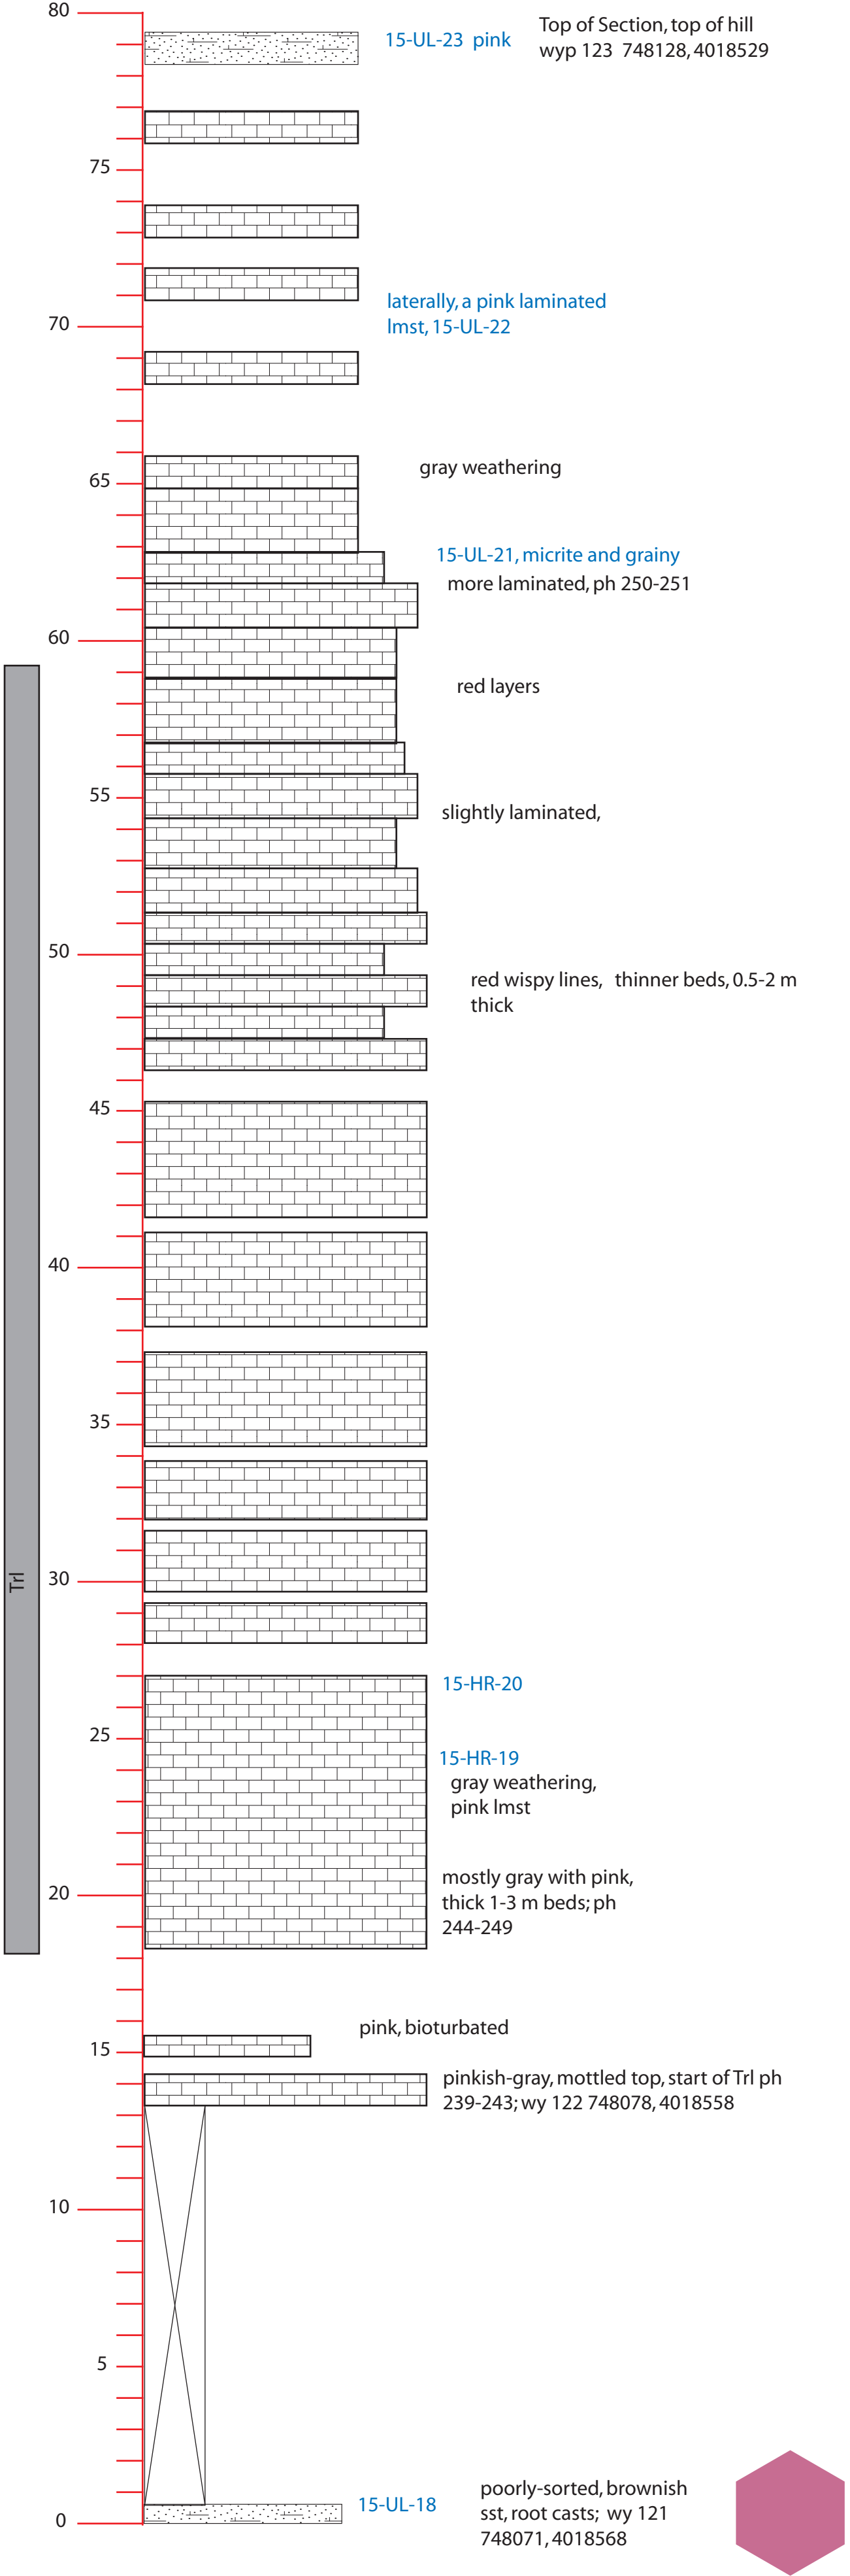 80
15-UL-23 pink
Top of Section, top of hill
wyp 123 748128, 4018529
75
laterally, a pink laminated
lmst, 15-UL-22
70
gray weathering
65
15-UL-21, micrite and grainy
more laminated, ph 250-251
60
red layers
55
slightly laminated,
50
red wispy lines, thinner beds, 0.5-2 m
thick
45
40
35
30
Trl
15-HR-20
25
15-HR-19
gray weathering,
pink lmst
mostly gray with pink,
thick 1-3 m beds; ph
244-249
20
pink, bioturbated
15
pinkish-gray, mottled top, start of Trl ph
239-243; wy 122 748078, 4018558
10
5
15-UL-18
poorly-sorted, brownish
sst, root casts; wy 121
748071, 4018568
0